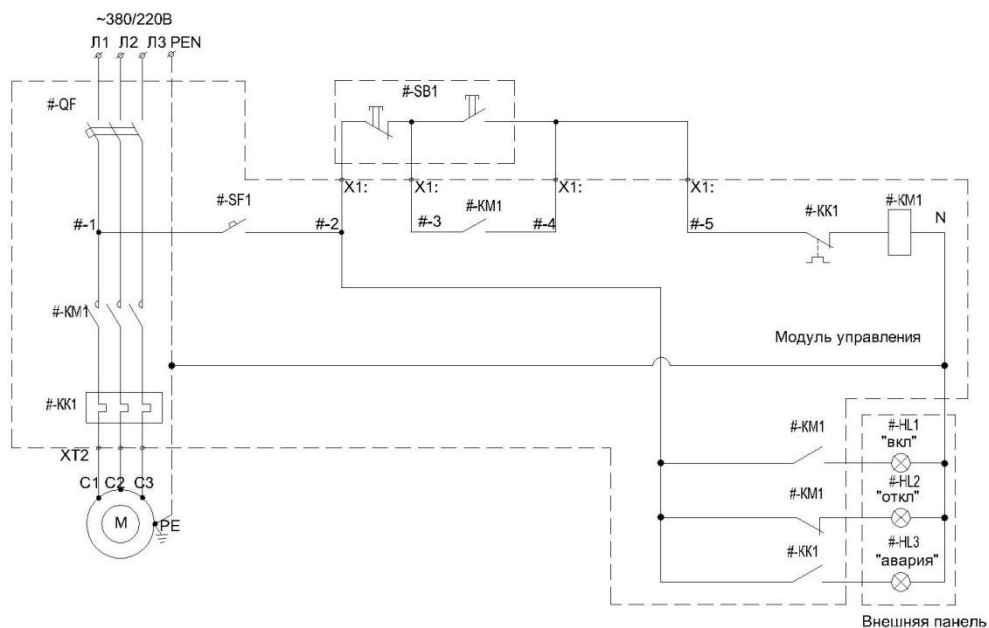 ~380/220В
Л1 Л2 Л3 PEN
#-QF
#-SB1
X1: X1: X1: X1:
#-SF1
#-KM1
#-KK1
#-KM1
#-1
#-2
#-3
#-4
#-5
N
#-KM1
Модуль управления
#-KK1
XT2
C1 C2 C3
M
PE
#-KM1
#-HL1
"вкл"
#-KM1
#-HL2
"откл"
#-KK1
#-HL3
"авария"
Внешняя панель